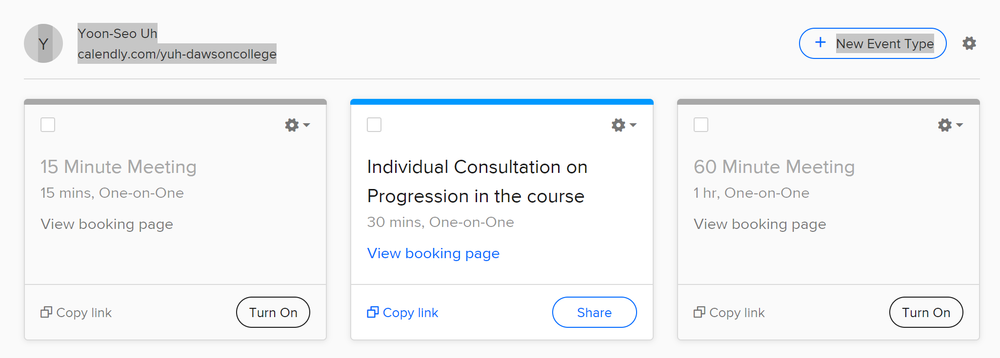 Y
Yoon-Seo Uh
calendly.com/yuh-dawsoncollege
+ New Event Type
15 Minute Meeting
15 mins, One-on-One
View booking page
Copy link
Turn On
Individual Consultation on
Progression in the course
30 mins, One-on-One
View booking page
Copy link
Share
60 Minute Meeting
1 hr, One-on-One
View booking page
Copy link
Turn On